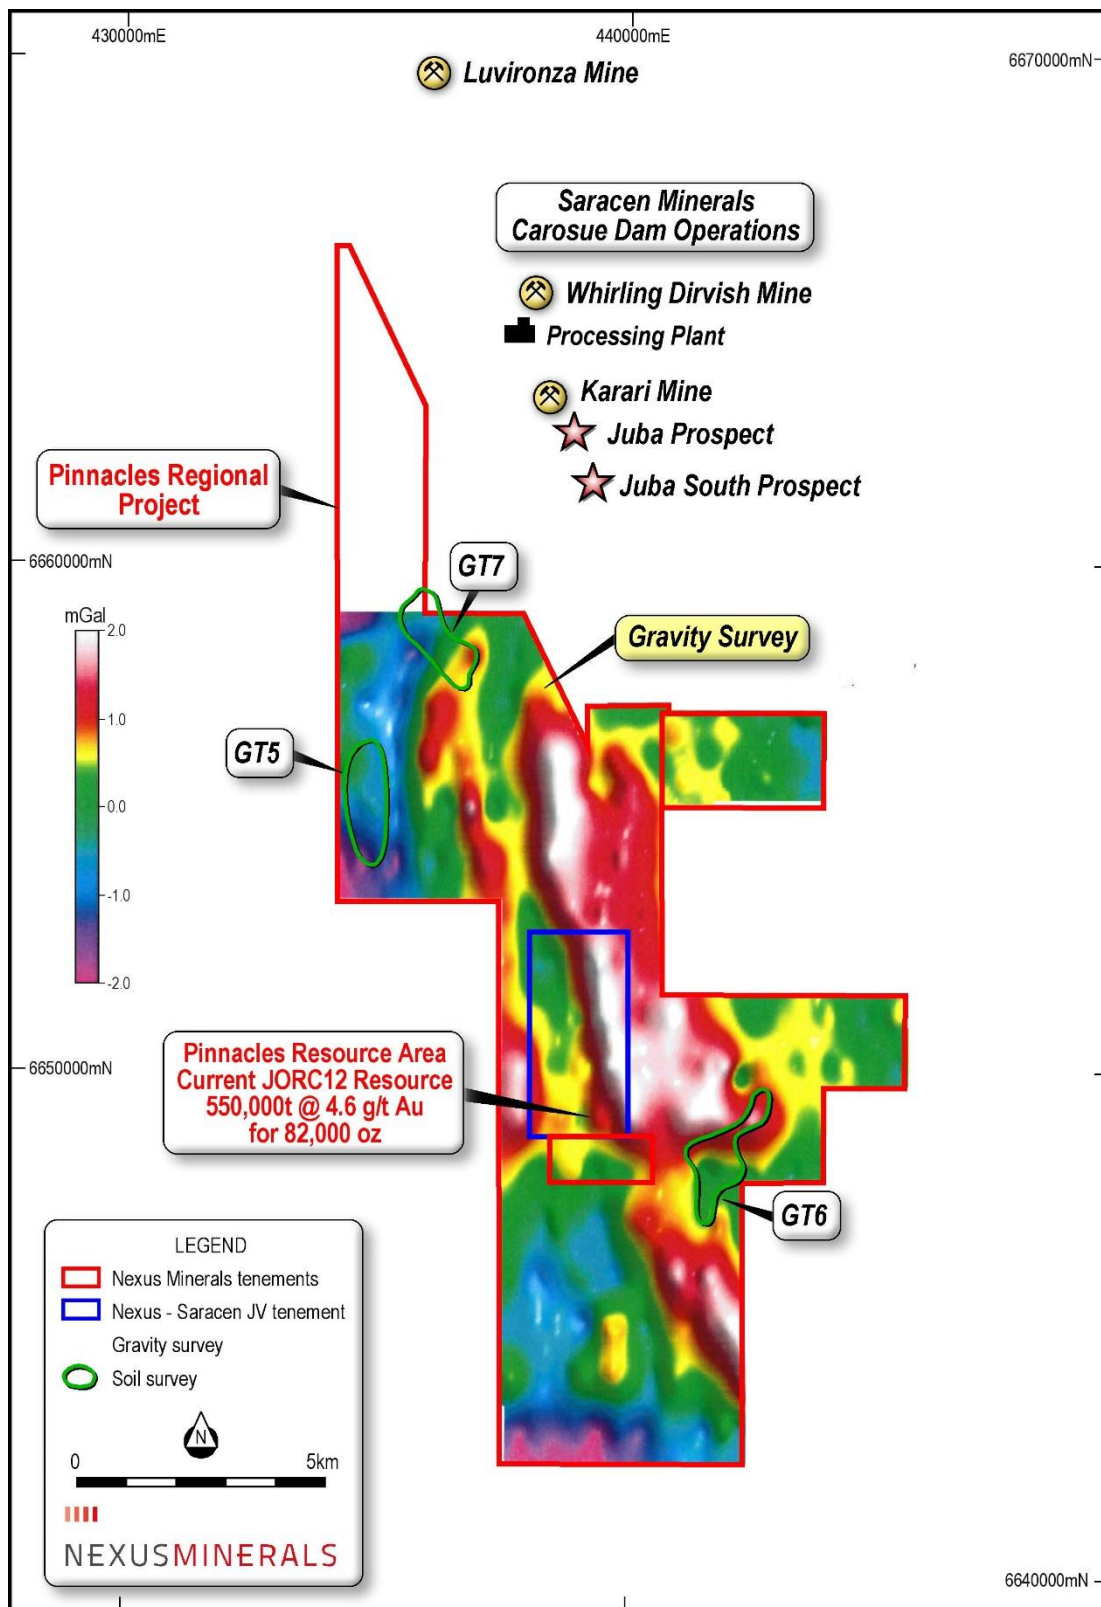 430000mE
440000mE
6670000mN
Luvironza Mine
Saracen Minerals
Carosue Dam Operations
Whirling Dirvish Mine
Processing Plant
Karari Mine
Juba Prospect
Juba South Prospect
Pinnacles Regional
Project
6660000mN
GT7
mGal
2.0
1.0
0.0
-1.0
-2.0
Gravity Survey
GT5
Pinnacles Resource Area
Current JORC12 Resource
550,000t @ 4.6 g/t Au
for 82,000 oz
6650000mN
GT6
LEGEND
Nexus Minerals tenements
Nexus - Saracen JV tenement
Gravity survey
Soil survey
N
0 5km
NEXUSMINERALS
6640000mN